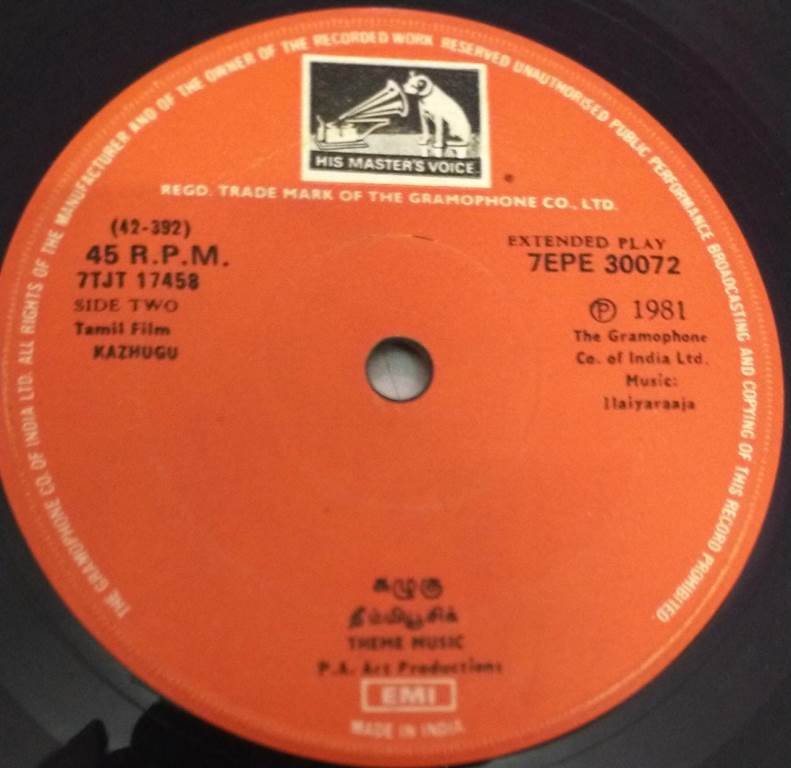 THE GRAMOPHONE CO. OF INDIA LTD. ALL RIGHTS OF THE MANUFACTURER AND OF THE OWNER OF THE RECORDED WORK RESERVED UNAUTHORISED PUBLIC PERFORMANCE BROADCASTING AND COPYING OF THIS RECORD PROHIBITED.
HIS MASTER'S VOICE
REGD. TRADE MARK OF THE GRAMOPHONE CO., LTD.
(42-392)
45 R.P.M.
7TJT 17458
SIDE TWO
Tamil Film
KAZHUGU
EXTENDED PLAY
7EPE 30072
Ⓟ 1981
The Gramophone
Co. of India Ltd.
Music:
Ilaiyaraaja
கழுகு
தீம்மியூசிக்
THEME MUSIC
P.A. Art Productions
EMI
MADE IN INDIA